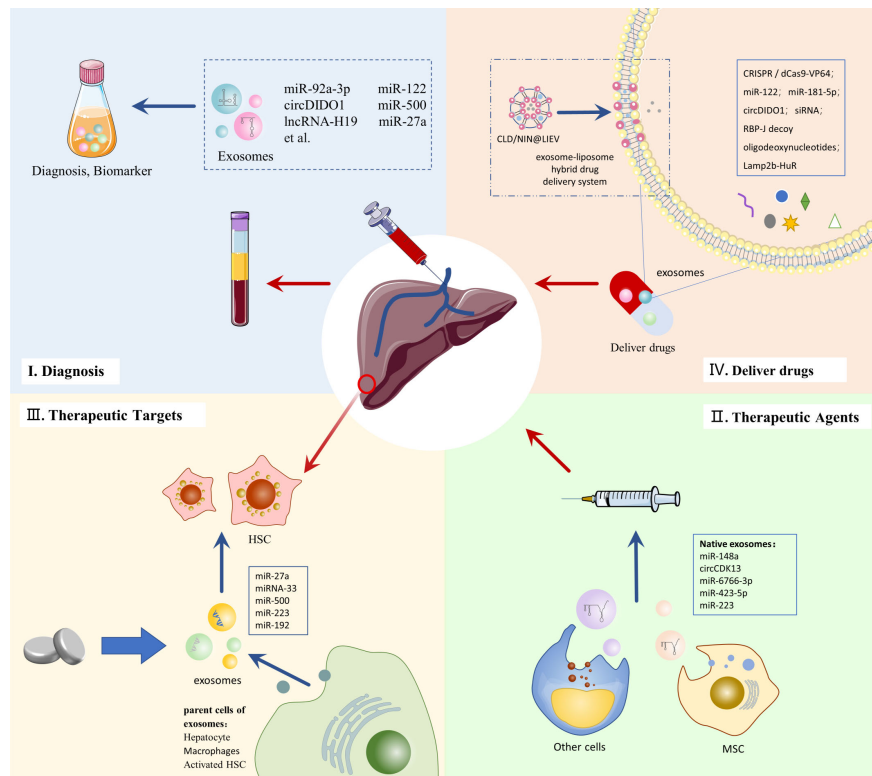 miR-92a-3p miR-122
circDIDO1 miR-500
lncRNA-H19 miR-27a
et al.
Exosomes
Diagnosis, Biomarker
I. Diagnosis
CLD/NIN@LIEV
exosome-liposome
hybrid drug
delivery system
CRISPR / dCas9-VP64;
miR-122; miR-181-5p;
circDIDO1; siRNA;
RBP-J decoy
oligodeoxynucleotides;
Lamp2b-HuR
exosomes
Deliver drugs
Ⅳ. Deliver drugs
Ⅲ. Therapeutic Targets
HSC
miR-27a
miRNA-33
miR-500
miR-223
miR-192
exosomes
parent cells of
exosomes:
Hepatocyte
Macrophages
Activated HSC
Ⅱ. Therapeutic Agents
Native exosomes:
miR-148a
circCDK13
miR-6766-3p
miR-423-5p
miR-223
Other cells
MSC